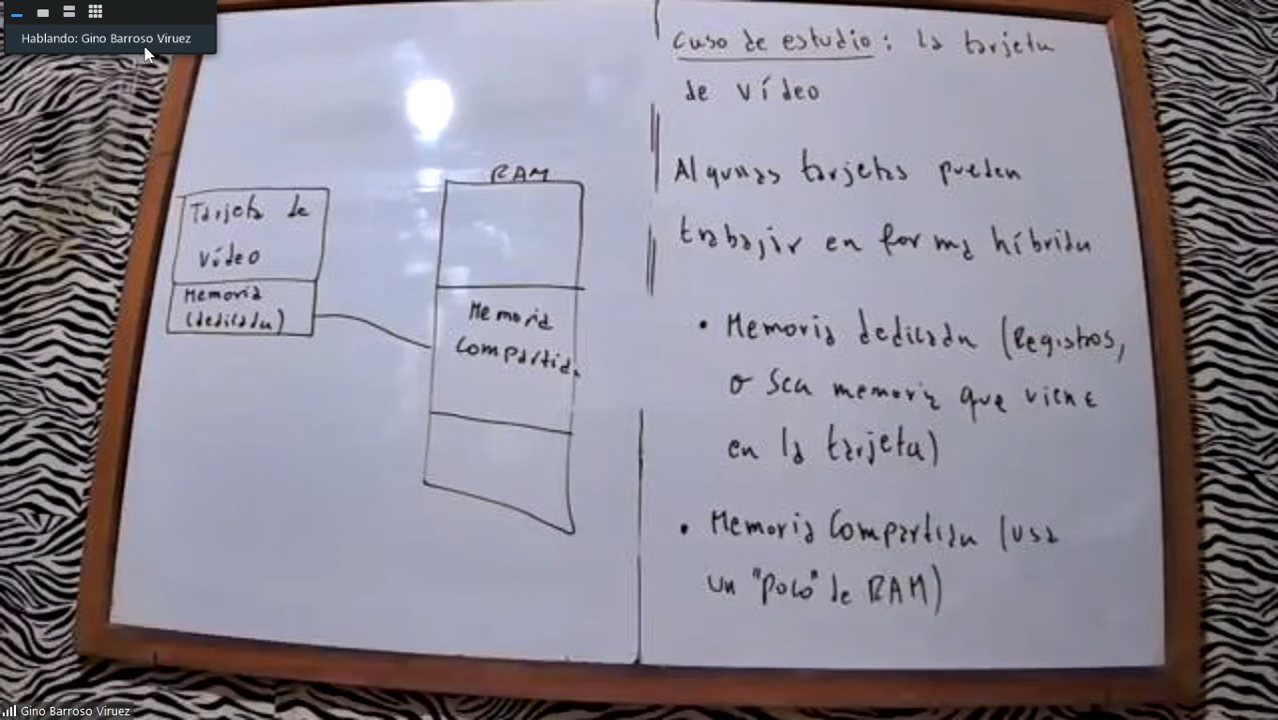 Hablando: Gino Barroso Viruez
Tarjeta de
vídeo
Memoria
(dedicada)
RAM
Memoria
Compartida
Caso de estudio: la tarjeta
de vídeo
Algunas tarjetas pueden
trabajar en forma híbrida
• Memoria dedicada (Registros,
o sea memoria que viene
en la tarjeta)
• Memoria Compartida (usa
un "poco" de RAM)
Gino Barroso Viruez